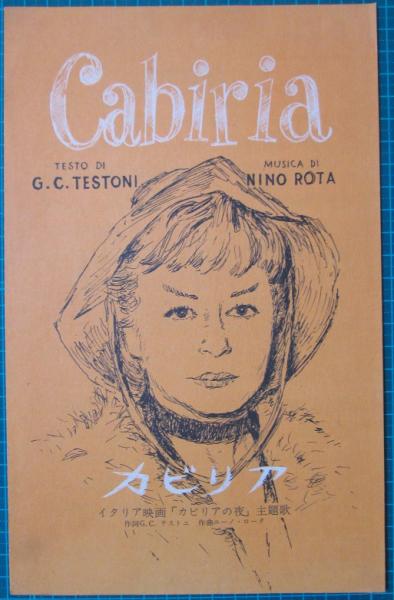 Cabiria
TESTO DI
G.C. TESTONI
MUSICA DI
NINO ROTA
カビリア
イタリア映画「カビリアの夜」主題歌
作詞G.C. テストニ 作曲ニーノ・ロータ